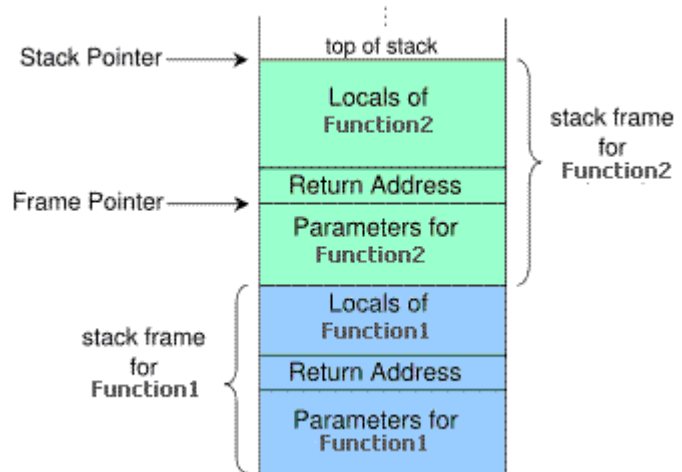 top of stack
Stack Pointer
Locals of
Function2
stack frame
for
Function2
Return Address
Frame Pointer
Parameters for
Function2
Locals of
Function1
stack frame
for
Function1
Return Address
Parameters for
Function1